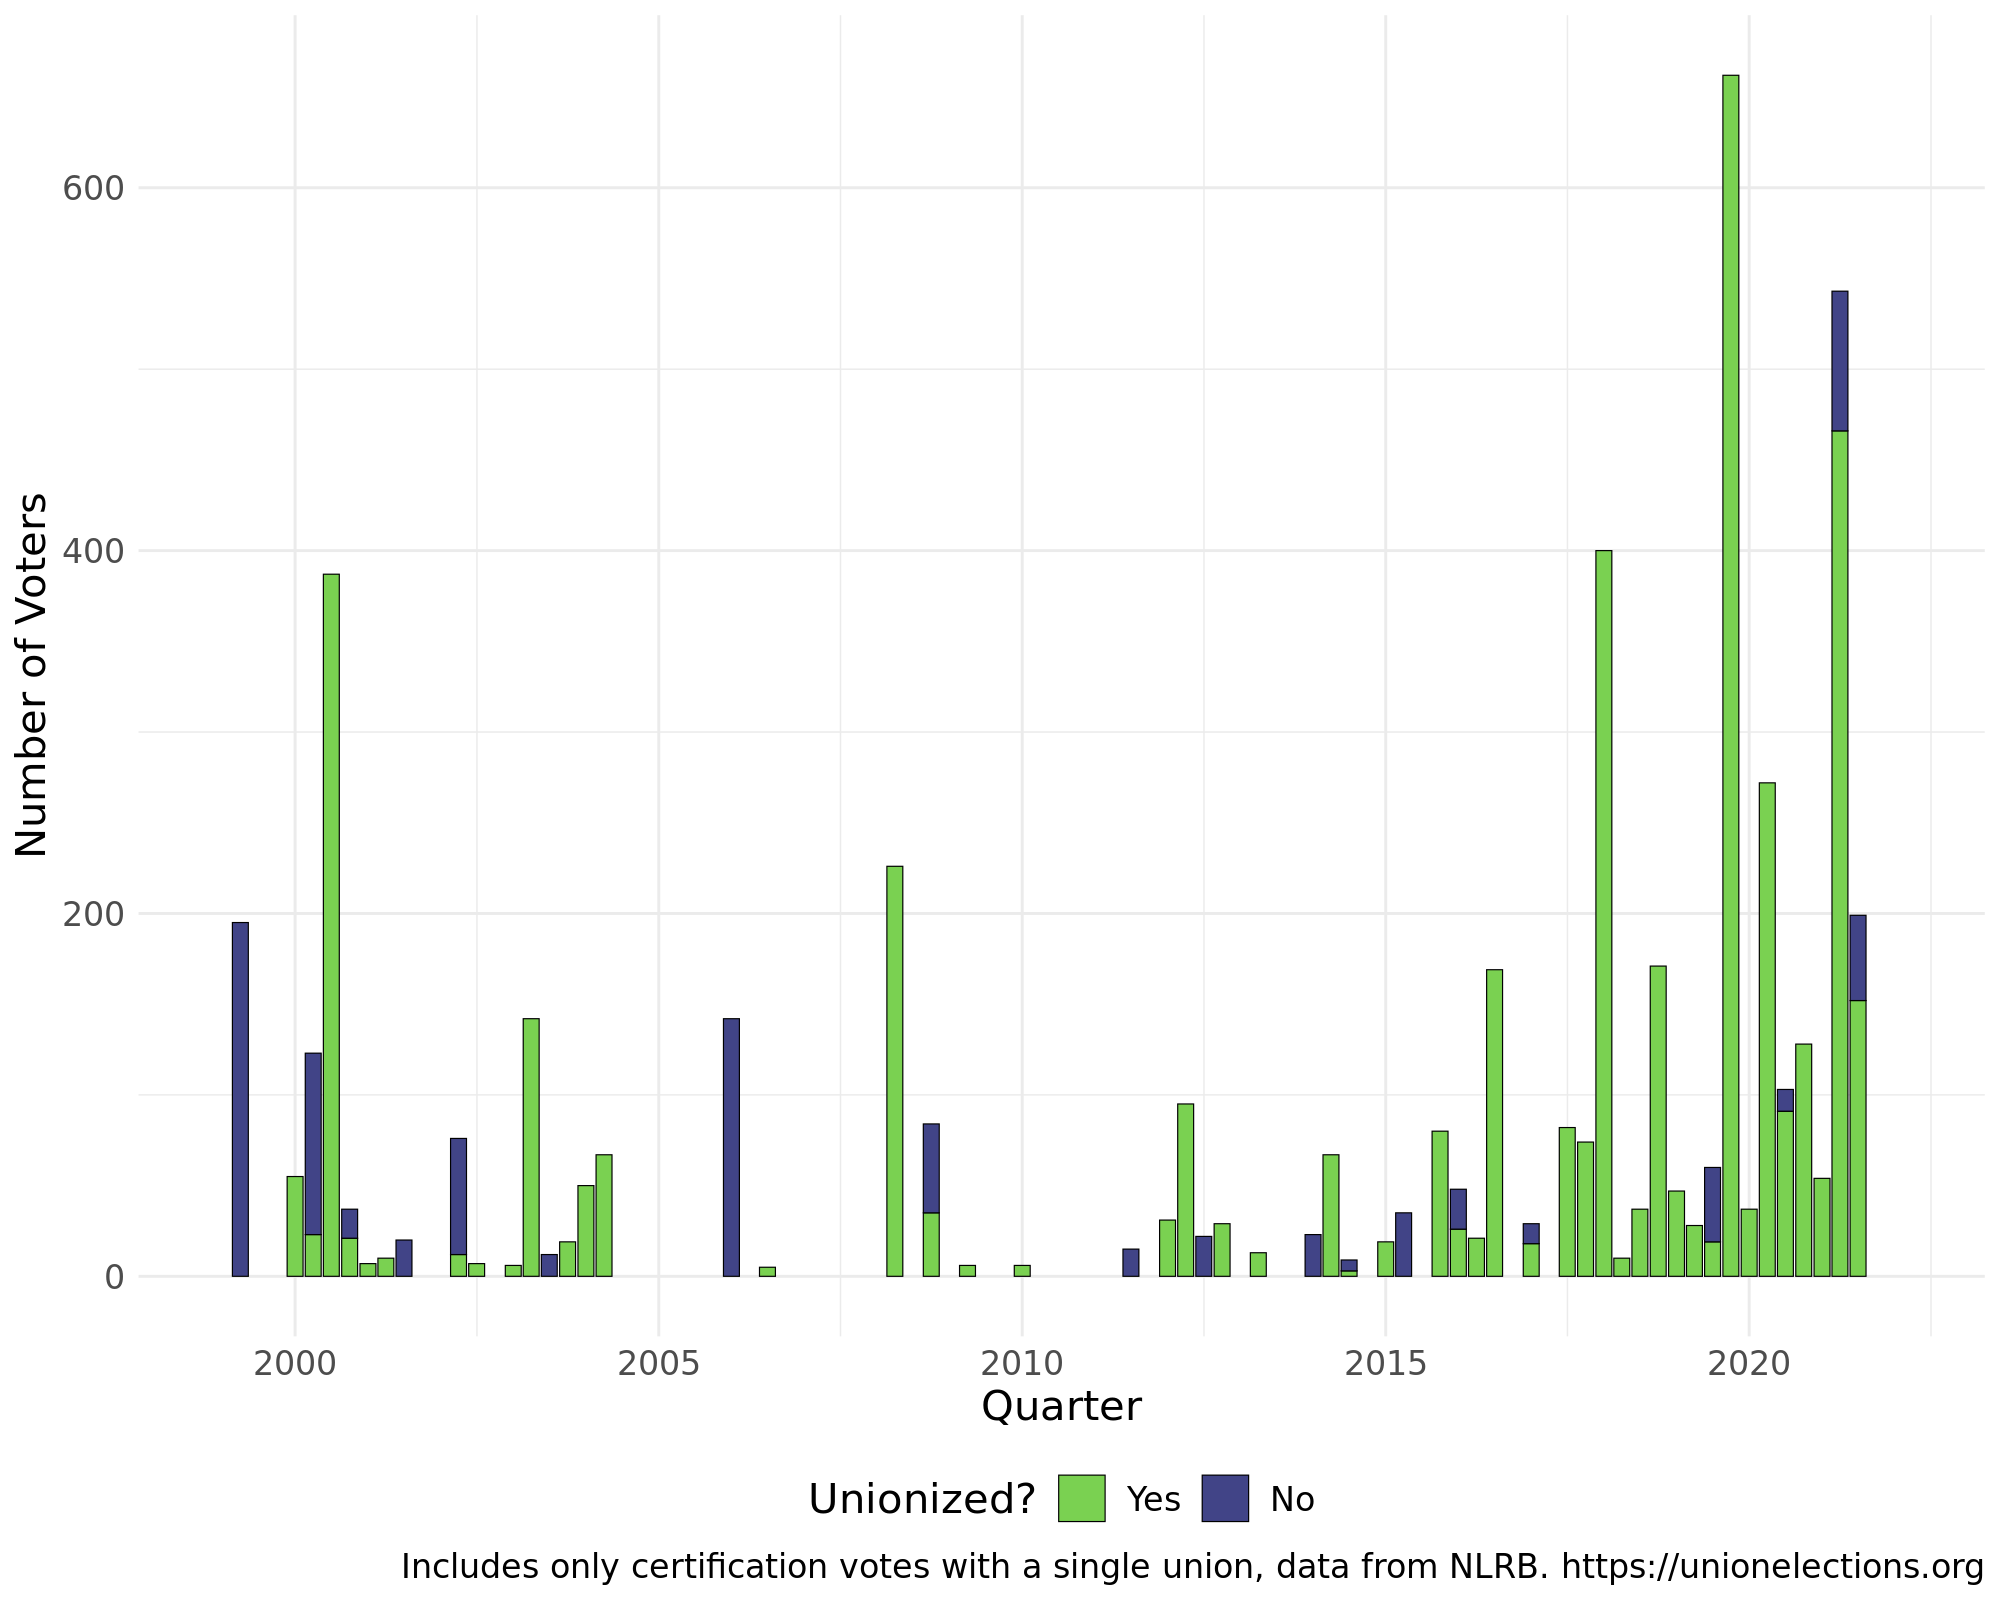 Number of Voters
600
400
200
0
2000 2005 2010 2015 2020
Quarter
Unionized? Yes No
Includes only certification votes with a single union, data from NLRB. https://unionelections.org